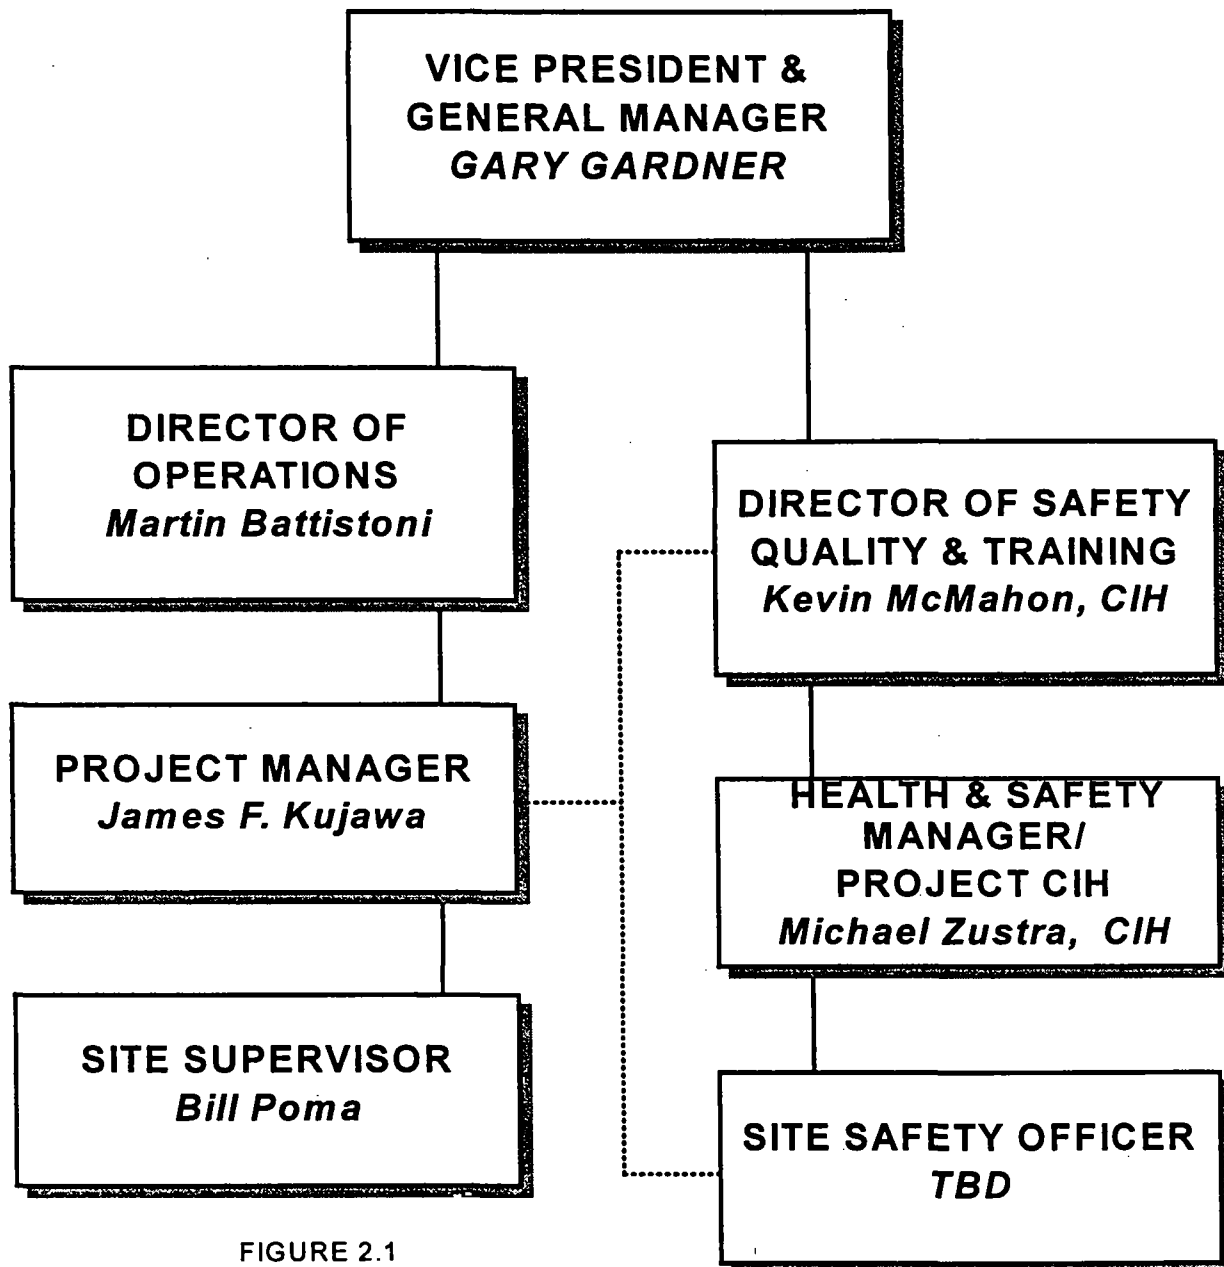 VICE PRESIDENT &
GENERAL MANAGER
GARY GARDNER
DIRECTOR OF
OPERATIONS
Martin Battistoni
DIRECTOR OF SAFETY
QUALITY & TRAINING
Kevin McMahon, CIH
PROJECT MANAGER
James F. Kujawa
HEALTH & SAFETY
MANAGER/
PROJECT CIH
Michael Zustra, CIH
SITE SUPERVISOR
Bill Poma
SITE SAFETY OFFICER
TBD
FIGURE 2.1